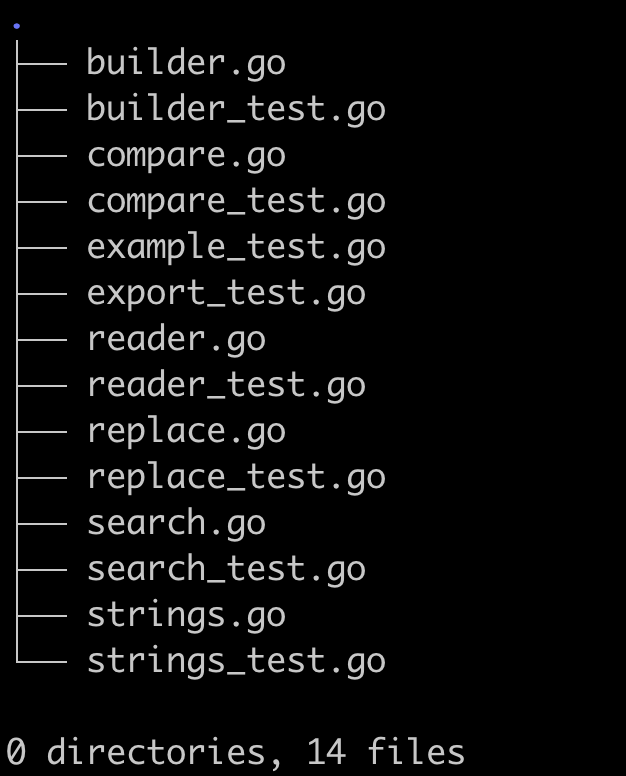 .
├── builder.go
├── builder_test.go
├── compare.go
├── compare_test.go
├── example_test.go
├── export_test.go
├── reader.go
├── reader_test.go
├── replace.go
├── replace_test.go
├── search.go
├── search_test.go
├── strings.go
└── strings_test.go
0 directories, 14 files